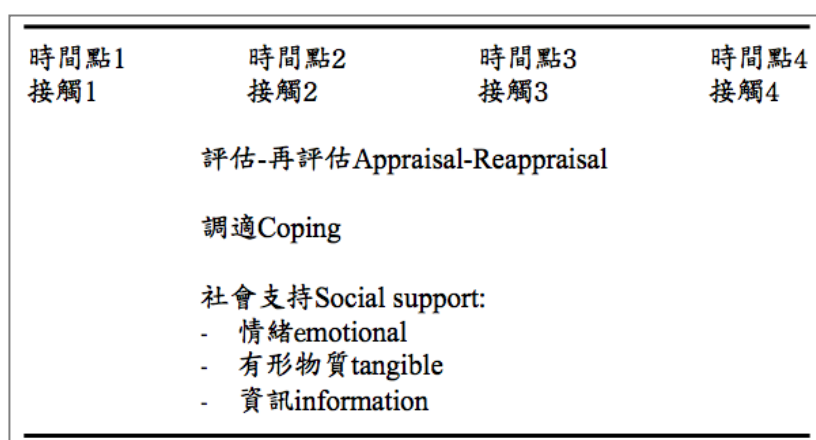 時間點1 時間點2 時間點3 時間點4
接觸1 接觸2 接觸3 接觸4
評估-再評估Appraisal-Reappraisal
調適Coping
社會支持Social support:
- 情緒emotional
- 有形物質tangible
- 資訊information